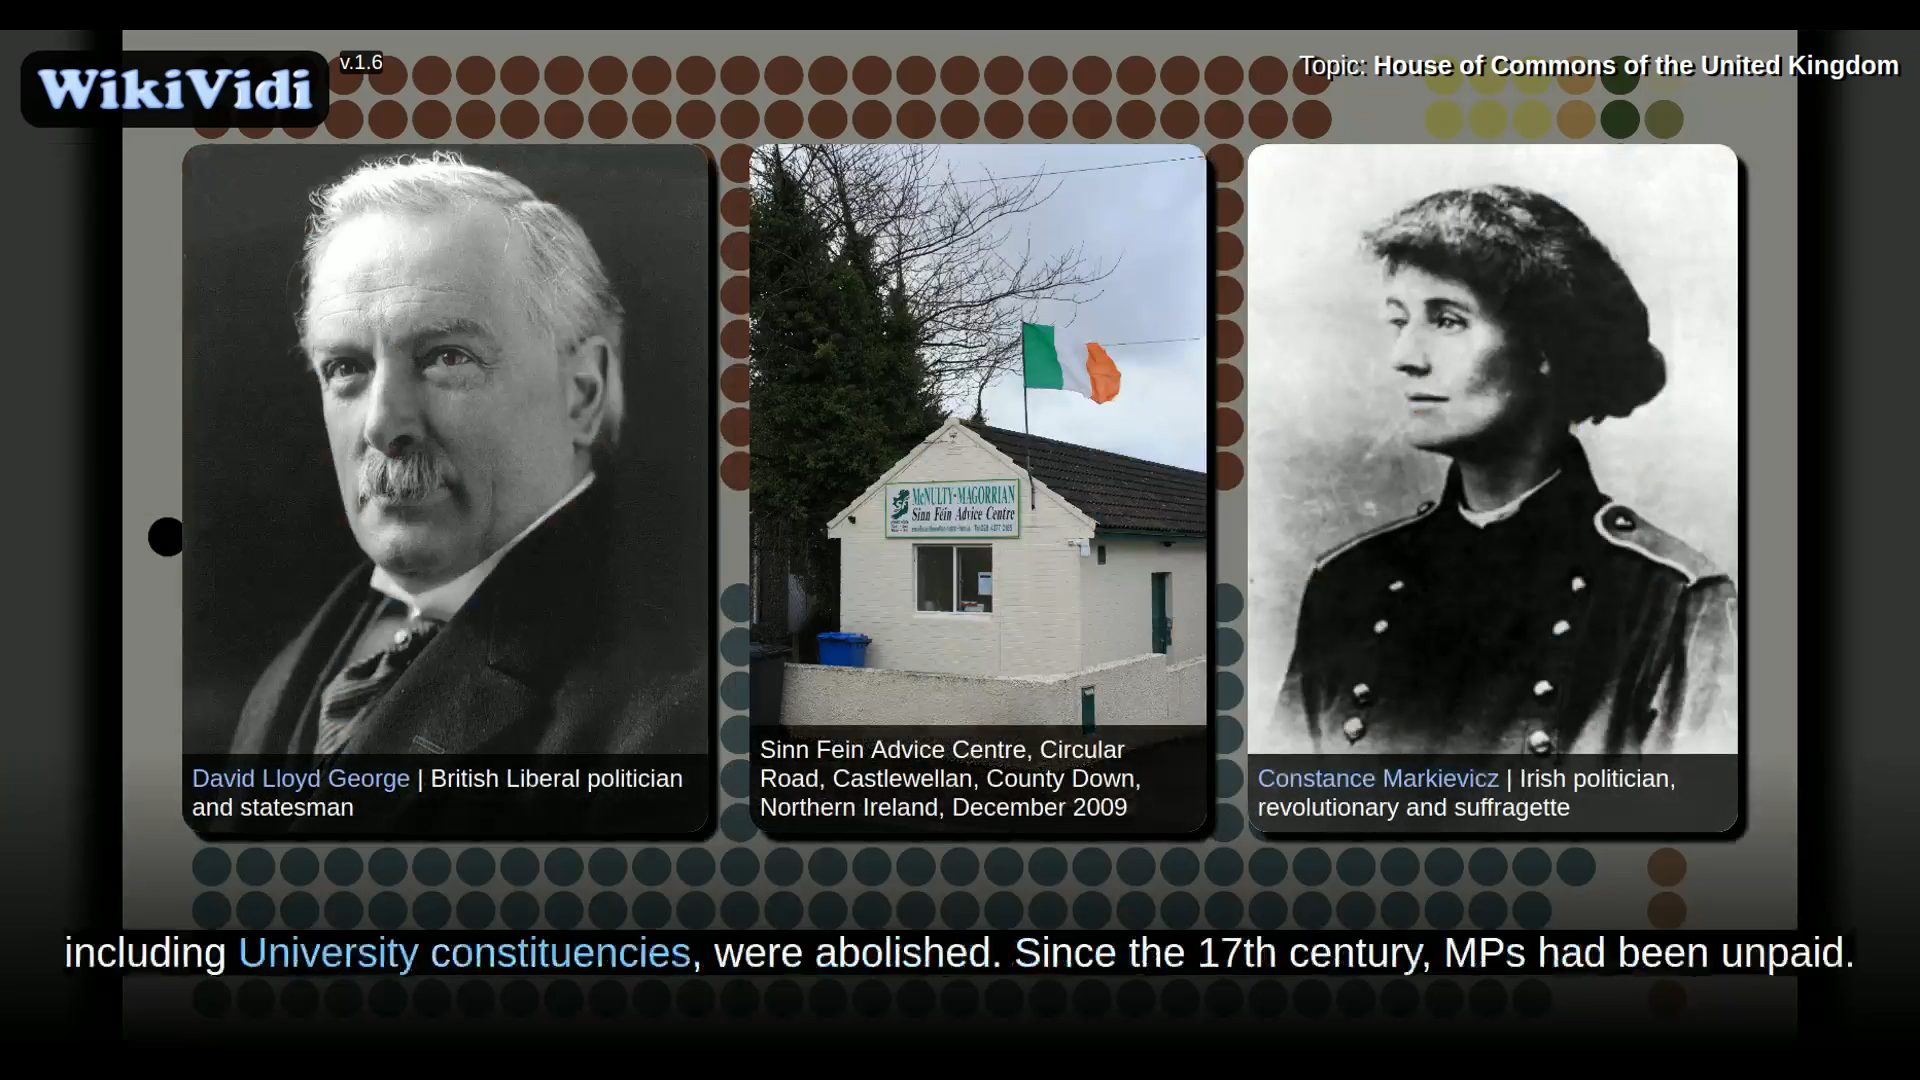 WikiVidi
v.1.6
Topic: House of Commons of the United Kingdom
McNULTY-MAGORRIAN
Sinn Féin Advice Centre
David Lloyd George | British Liberal politician
and statesman
Sinn Fein Advice Centre, Circular
Road, Castlewellan, County Down,
Northern Ireland, December 2009
Constance Markievicz | Irish politician,
revolutionary and suffragette
including University constituencies, were abolished. Since the 17th century, MPs had been unpaid.